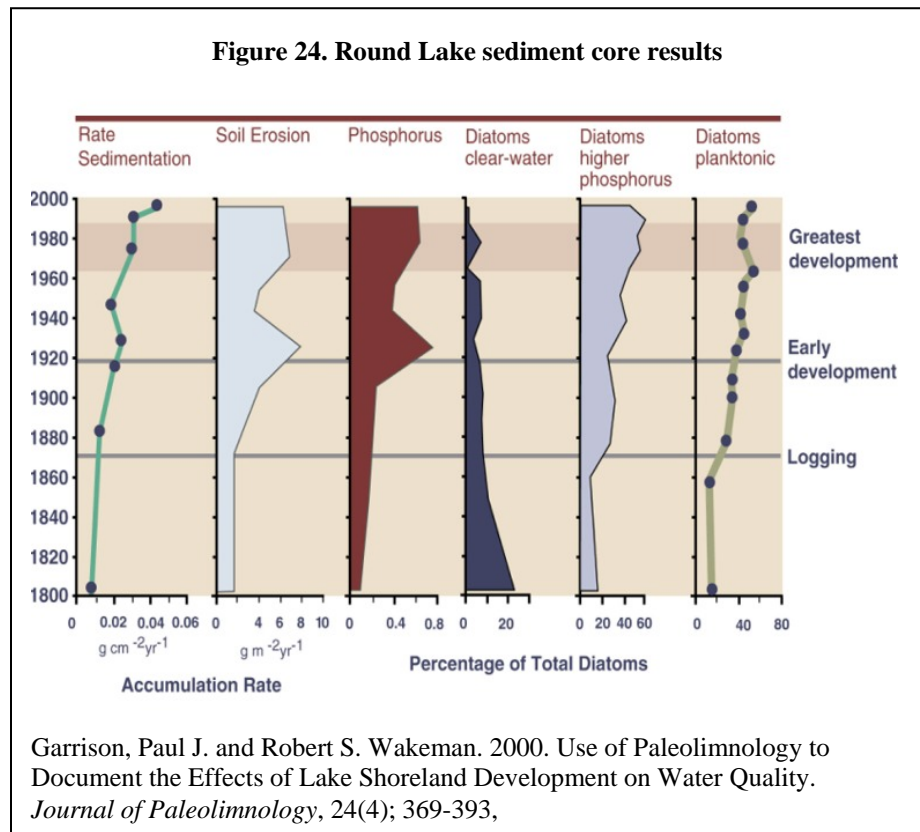 Figure 24. Round Lake sediment core results
Rate
Sedimentation
Soil Erosion
Phosphorus
Diatoms
clear-water
Diatoms
higher
phosphorus
Diatoms
planktonic
2000
1980
1960
1940
1920
1900
1880
1860
1840
1820
1800
Greatest
development
Early
development
Logging
0 0.02 0.04 0.06
g cm -2yr-1
0 4 6 8 10
g m -2yr-1
0 0.4 0.8
0 20
0 20 40 60
0 40 80
Accumulation Rate
Percentage of Total Diatoms
Garrison, Paul J. and Robert S. Wakeman. 2000. Use of Paleolimnology to
Document the Effects of Lake Shoreland Development on Water Quality.
Journal of Paleolimnology, 24(4); 369-393,